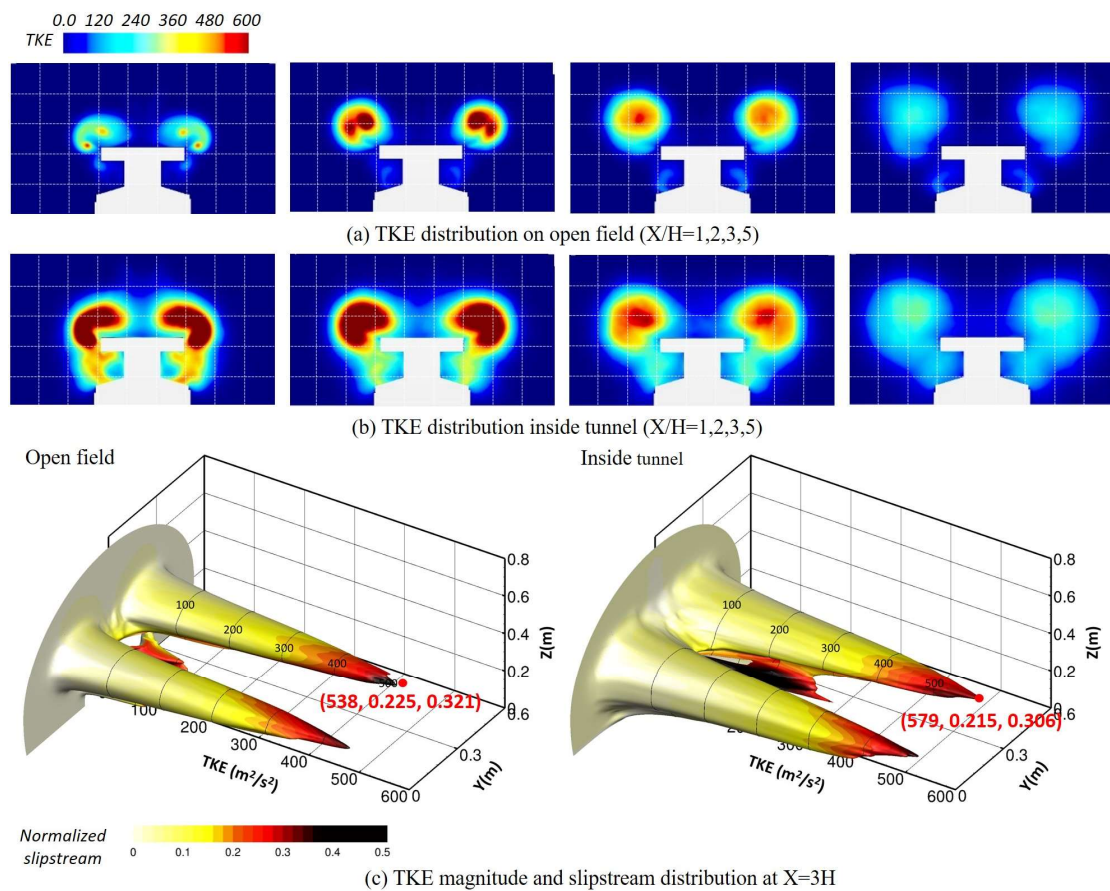 0.0 120 240 360 480 600
TKE
(a) TKE distribution on open field (X/H=1,2,3,5)
(b) TKE distribution inside tunnel (X/H=1,2,3,5)
Open field
Inside tunnel
0.8
0.6
0.4
0.2
0
Z(m)
0.6
0.3
0
Y(m)
100
200
300
400
500
(538, 0.225, 0.321)
100
200
300
400
500
600
TKE (m²/s²)
0.8
0.6
0.4
0.2
0
Z(m)
0.6
0.3
0
Y(m)
100
200
300
400
500
(579, 0.215, 0.306)
300
400
500
600
TKE (m²/s²)
Normalized
slipstream
0 0.1 0.2 0.3 0.4 0.5
(c) TKE magnitude and slipstream distribution at X=3H